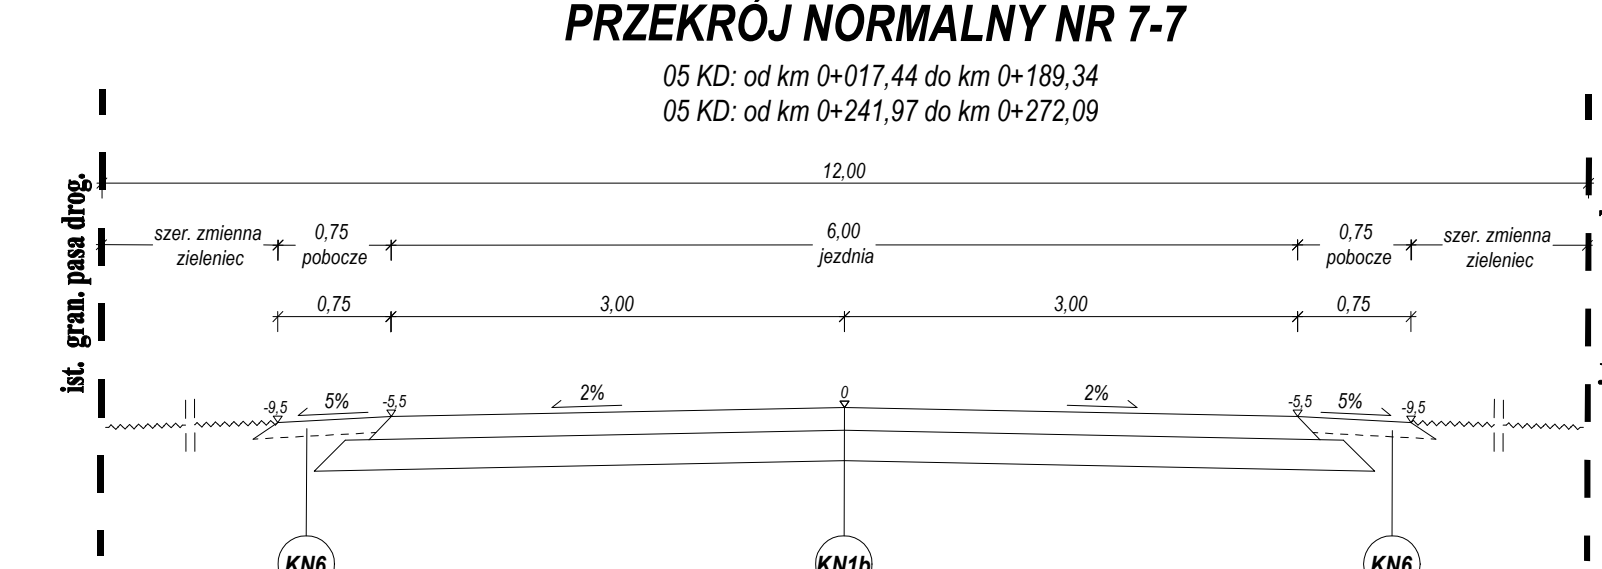 PRZEKRÓJ NORMALNY NR 7-7
05 KD: od km 0+017,44 do km 0+189,34
05 KD: od km 0+241,97 do km 0+272,09
12,00
ist. gran. pasa drog.
szer. zmienna
zieleniec
0,75
pobocze
6,00
jezdnia
0,75
pobocze
szer. zmienna
zieleniec
0,75
3,00
3,00
0,75
-9,5
5%
-5,5
2%
0
2%
-5,5
5%
-9,5
KN6
KN1b
KN6